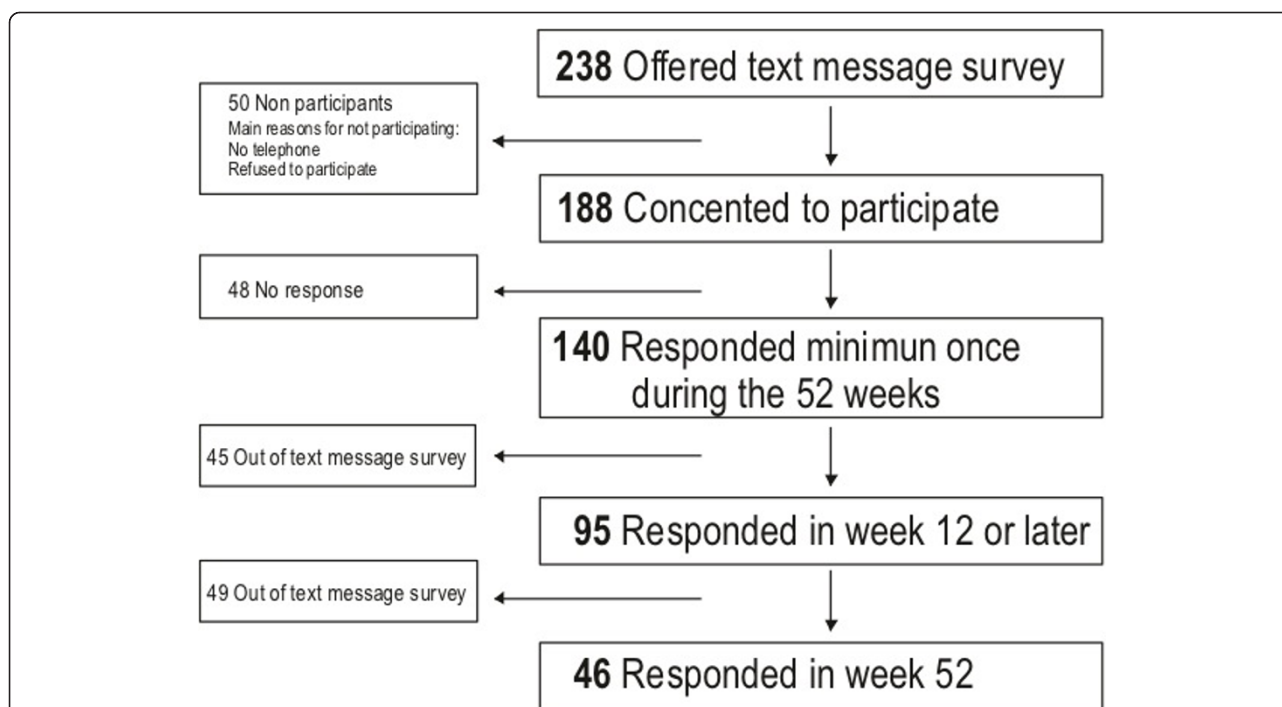 238 Offered text message survey
50 Non participants
Main reasons for not participating:
No telephone
Refused to participate
188 Concented to participate
48 No response
140 Responded minimun once
during the 52 weeks
45 Out of text message survey
95 Responded in week 12 or later
49 Out of text message survey
46 Responded in week 52